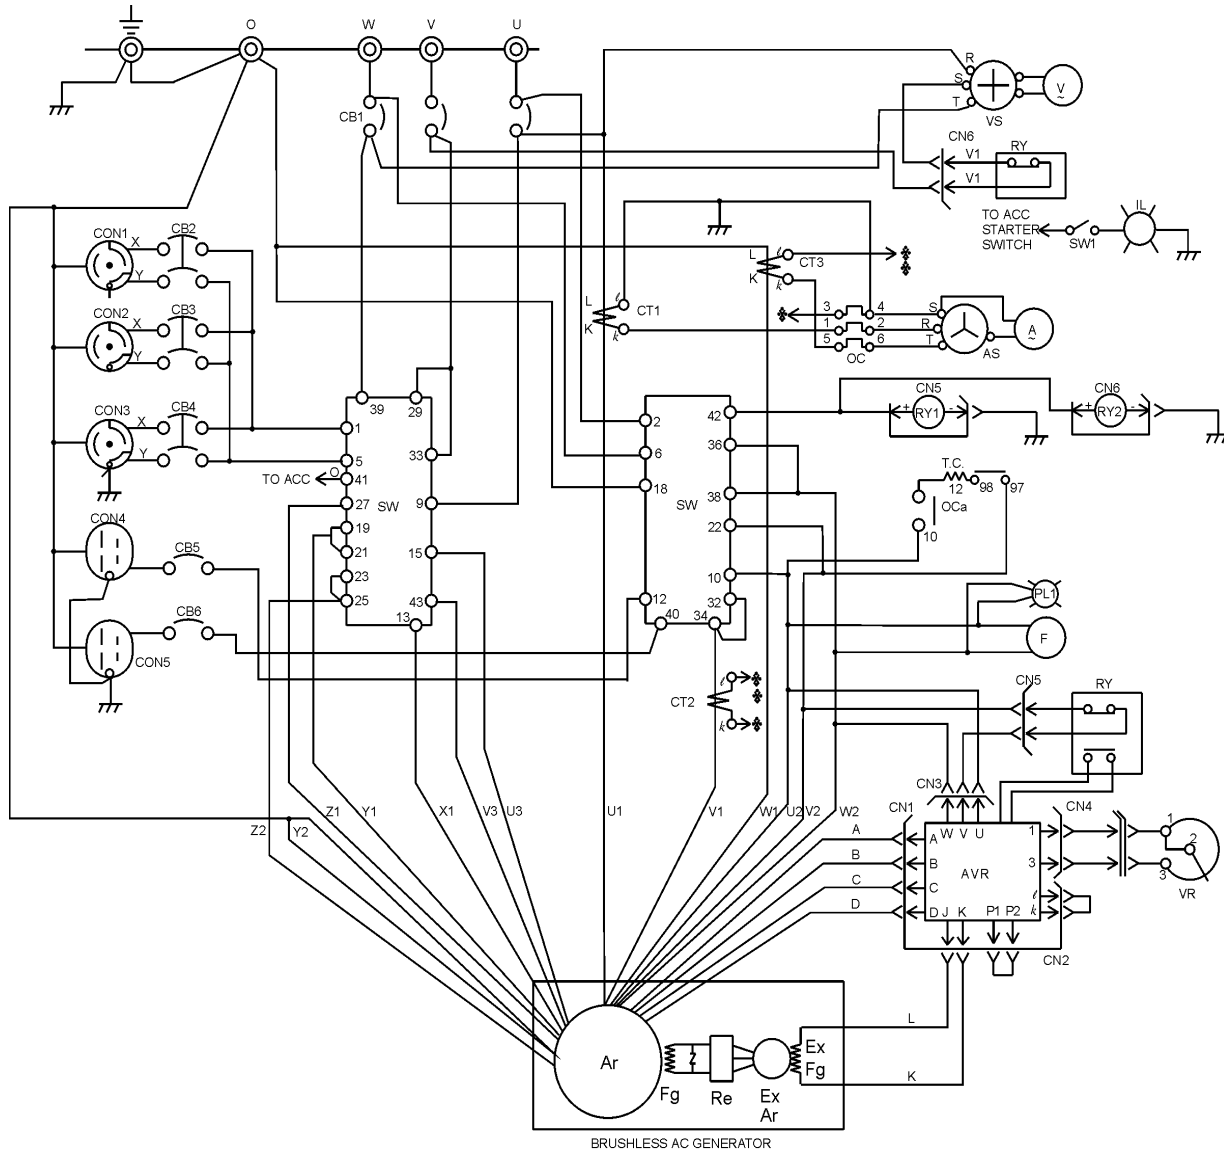 O W V U
R
S
T
V
~
VS
CB1
CN6
V1
RY
V1
IL
TO ACC
STARTER
SWITCH
SW1
CON1 X CB2
Y
L l
CT3
K k
CON2 X CB3
Y
L l
CT1
K k
3 4 S
1 2 R
5 6 T
OC
AS
A
~
CON3 X CB4
Y
39 29
1
5 33
TO ACC O 41
SW
27 9
19
21 15
23
25 43
13
2 42
6 36
18 38
SW
22
10
12 32
40 34
CN5
+ RY1 -
CN6
+ RY2 -
T.C.
12 98 97
OCa
10
CON4
CB5
CB6
CON5
PL1
F
l
CT2
k
CN5
RY
CN3
CN1
CN4
Z1 Y1 X1 V3 U3 U1 V1 W1 U2 V2 W2
Z2 Y2
A
B
C
D
A W V U 1
B 3
AVR
C l
D J K P1 P2 k
1
2
3
VR
CN2
L
K
Ar
Fg
Re
Ex
Ar
Ex
Fg
Z
BRUSHLESS AC GENERATOR